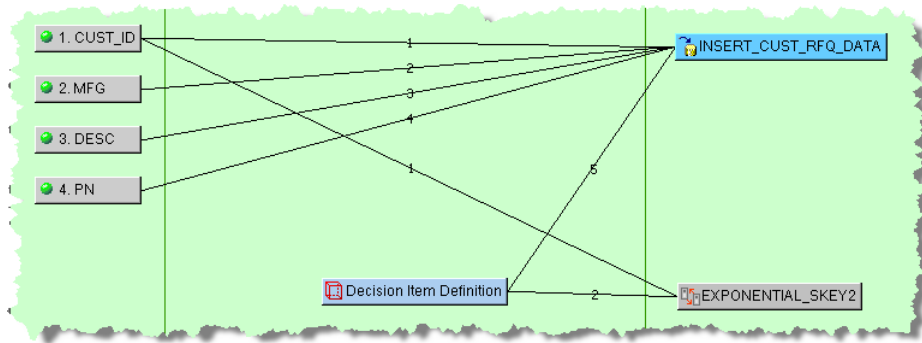 1. CUST_ID
1
INSERT_CUST_RFQ_DATA
2. MFG
2
3
3. DESC
4
4. PN
1
5
Decision Item Definition
2
EXPONENTIAL_SKEY2